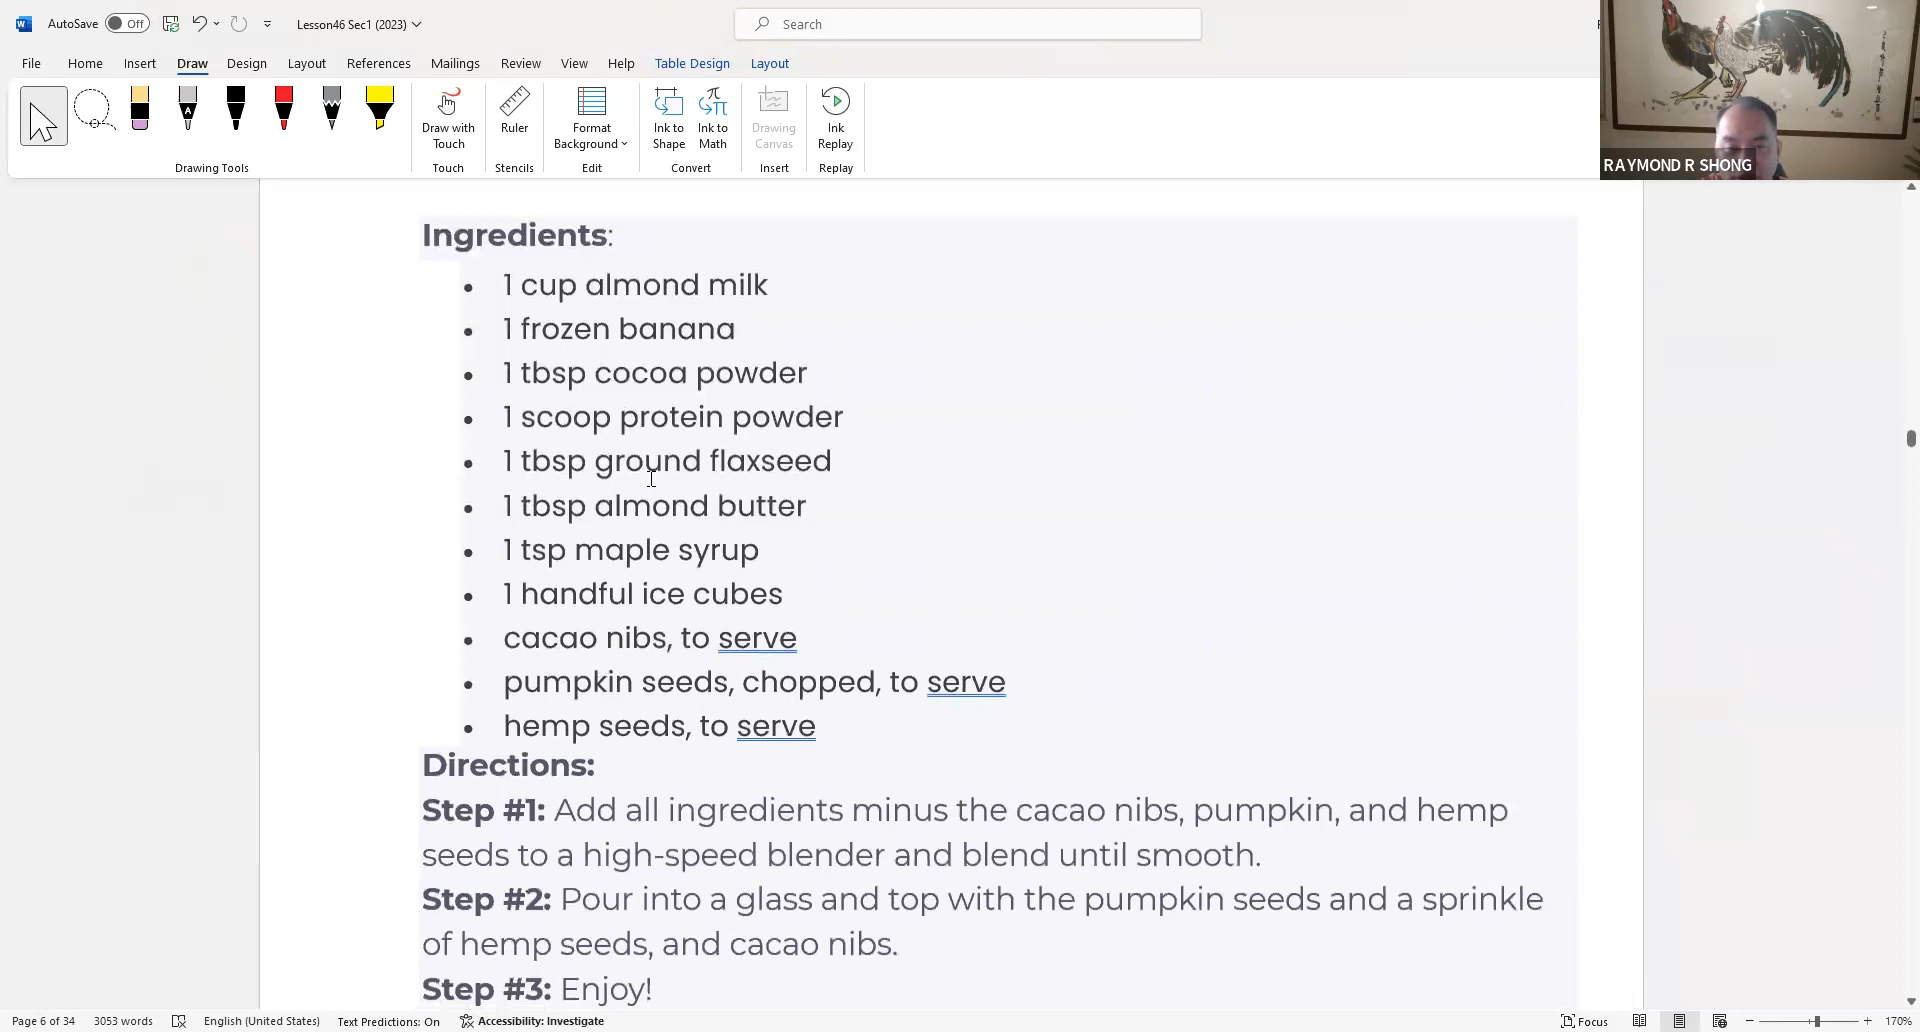 AutoSave Off Lesson46 Sec1 (2023) Search
File Home Insert Draw Design Layout References Mailings Review View Help Table Design Layout
Draw with Touch
Ruler
Format Background
Ink to Shape
Ink to Math
Drawing Canvas
Ink Replay
Drawing Tools Touch Stencils Edit Convert Insert Replay
RAYMOND R SHONG
Ingredients:
• 1 cup almond milk
• 1 frozen banana
• 1 tbsp cocoa powder
• 1 scoop protein powder
• 1 tbsp ground flaxseed
• 1 tbsp almond butter
• 1 tsp maple syrup
• 1 handful ice cubes
• cacao nibs, to serve
• pumpkin seeds, chopped, to serve
• hemp seeds, to serve
Directions:
Step #1: Add all ingredients minus the cacao nibs, pumpkin, and hemp
seeds to a high-speed blender and blend until smooth.
Step #2: Pour into a glass and top with the pumpkin seeds and a sprinkle
of hemp seeds, and cacao nibs.
Step #3: Enjoy!
Page 6 of 34 3053 words English (United States) Text Predictions: On Accessibility: Investigate Focus 170%